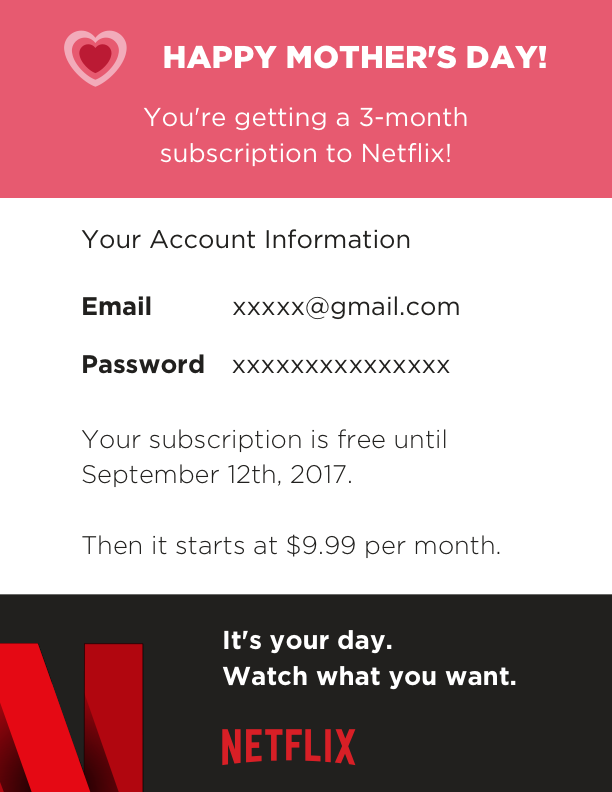 HAPPY MOTHER'S DAY!
You're getting a 3-month
subscription to Netflix!
Your Account Information
Email xxxxx@gmail.com
Password xxxxxxxxxxxxxxx
Your subscription is free until
September 12th, 2017.
Then it starts at $9.99 per month.
It's your day.
Watch what you want.
NETFLIX